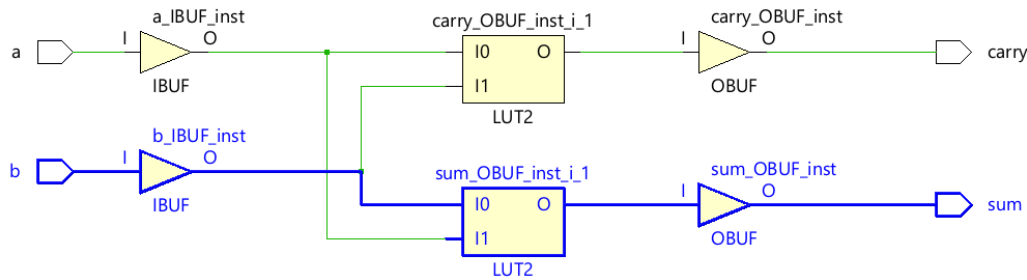 a_IBUF_inst carry_OBUF_inst_i_1 carry_OBUF_inst
a I O I0 O I O carry
IBUF I1 OBUF
LUT2
b_IBUF_inst sum_OBUF_inst_i_1 sum_OBUF_inst
b I O I0 O I O sum
IBUF I1 OBUF
LUT2